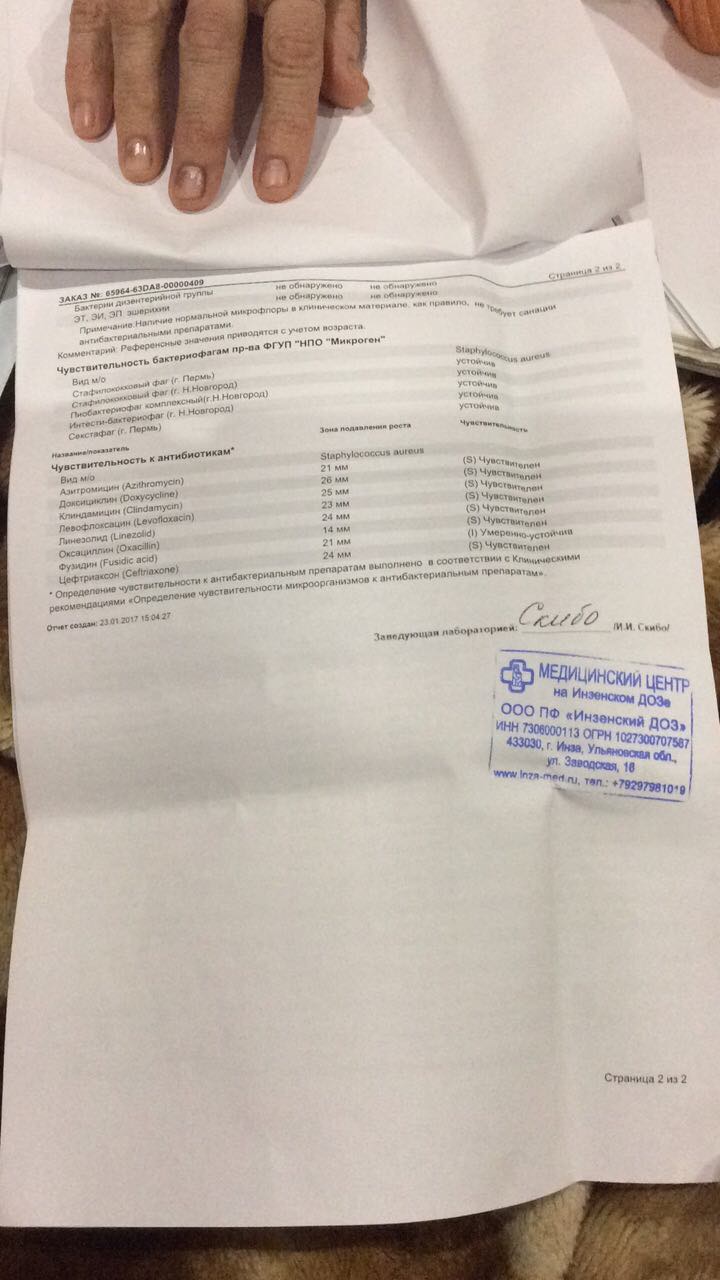 ЗАКАЗ №: 65964-63DA8-00000409
Страница 2 из 2
Бактерии дизентерийной группы не обнаружено не обнаружено
ЭТ, ЭИ, ЭП эшерихии не обнаружено не обнаружено
Примечание:Наличие нормальной микрофлоры в клиническом материале, как правило, не требует санации
антибактериальными препаратами.
Комментарий: Референсные значения приводятся с учетом возраста.
Чувствительность бактериофагам пр-ва ФГУП "НПО "Микроген"
Вид м/о Staphylococcus aureus
Стафилококковый фаг (г. Пермь) устойчив
Стафилококковый фаг (г. Н.Новгород) устойчив
Пиобактериофаг комплексный(г.Н.Новгород) устойчив
Интести-бактериофаг (г. Н.Новгород) устойчив
Секстафаг (г. Пермь) устойчив
Название/показатель Зона подавления роста Чувствительность
Чувствительность к антибиотикам*
Вид м/о Staphylococcus aureus
Азитромицин (Azithromycin) 21 мм (S) Чувствителен
Доксициклин (Doxycycline) 26 мм (S) Чувствителен
Клиндамицин (Clindamycin) 25 мм (S) Чувствителен
Левофлоксацин (Levofloxacin) 23 мм (S) Чувствителен
Линезолид (Linezolid) 24 мм (S) Чувствителен
Оксациллин (Oxacillin) 14 мм (S) Чувствителен
Фузидин (Fusidic acid) 21 мм (I) Умеренно-устойчив
Цефтриаксон (Ceftriaxone) 24 мм (S) Чувствителен
* Определение чувствительности к антибактериальным препаратам выполнено в соответствии с Клиническими
рекомендациями «Определение чувствительности микроорганизмов к антибактериальным препаратам».
Отчет создан: 23.01.2017 15:04:27
Заведующая лабораторией: Скибо /И.И. Скибо/
МЕДИЦИНСКИЙ ЦЕНТР
на Инзенском ДОЗе
ООО ПФ «Инзенский ДОЗ»
ИНН 7306000113 ОГРН 1027300707587
433030, г. Инза, Ульяновская обл.,
ул. Заводская, 16
www.inza-med.ru, тел.: +79297981019
Страница 2 из 2